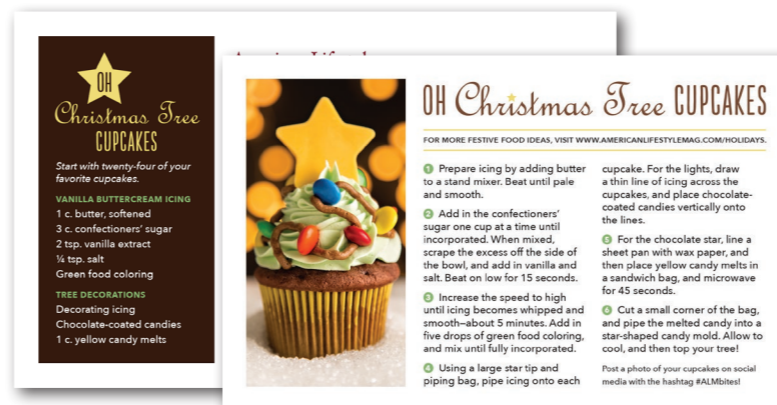 OH
Christmas Tree
CUPCAKES
Start with twenty-four of your
favorite cupcakes.
VANILLA BUTTERCREAM ICING
1 c. butter, softened
3 c. confectioners' sugar
2 tsp. vanilla extract
¼ tsp. salt
Green food coloring
TREE DECORATIONS
Decorating icing
Chocolate-coated candies
1 c. yellow candy melts
OH Christmas Tree CUPCAKES
FOR MORE FESTIVE FOOD IDEAS, VISIT WWW.AMERICANLIFESTYLEMAG.COM/HOLIDAYS.
1 Prepare icing by adding butter
to a stand mixer. Beat until pale
and smooth.
2 Add in the confectioners'
sugar one cup at a time until
incorporated. When mixed,
scrape the excess off the side of
the bowl, and add in vanilla and
salt. Beat on low for 15 seconds.
3 Increase the speed to high
until icing becomes whipped and
smooth—about 5 minutes. Add in
five drops of green food coloring,
and mix until fully incorporated.
4 Using a large star tip and
piping bag, pipe icing onto each
cupcake. For the lights, draw
a thin line of icing across the
cupcakes, and place chocolate-
coated candies vertically onto
the lines.
5 For the chocolate star, line a
sheet pan with wax paper, and
then place yellow candy melts in
a sandwich bag, and microwave
for 45 seconds.
6 Cut a small corner of the bag,
and pipe the melted candy into a
star-shaped candy mold. Allow to
cool, and then top your tree!
Post a photo of your cupcakes on social
media with the hashtag #ALMbites!